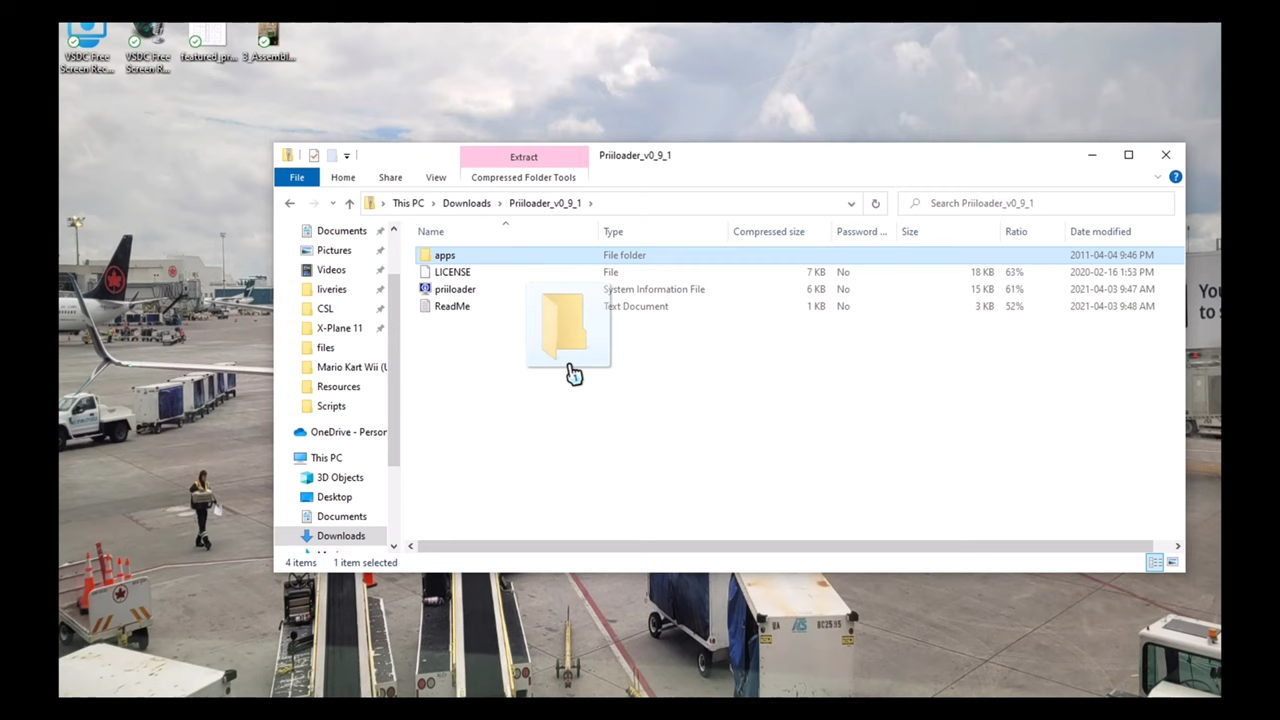 VSDC Free
Screen Rec...
VSDC Free
Screen R...
featured_pr...
3_Assembl...
Extract
Priiloader_v0_9_1
File
Home
Share
View
Compressed Folder Tools
This PC > Downloads > Priiloader_v0_9_1 >
Search Priiloader_v0_9_1
Documents
Pictures
Videos
liveries
CSL
X-Plane 11
files
Mario Kart Wii (U
Resources
Scripts
OneDrive - Person
This PC
3D Objects
Desktop
Documents
Downloads
Name Type Compressed size Password ... Size Ratio Date modified
apps File folder 2011-04-04 9:46 PM
LICENSE File 7 KB No 18 KB 63% 2020-02-16 1:53 PM
priiloader System Information File 6 KB No 15 KB 61% 2021-04-03 9:47 AM
ReadMe Text Document 1 KB No 3 KB 52% 2021-04-03 9:48 AM
4 items 1 item selected
You
to s